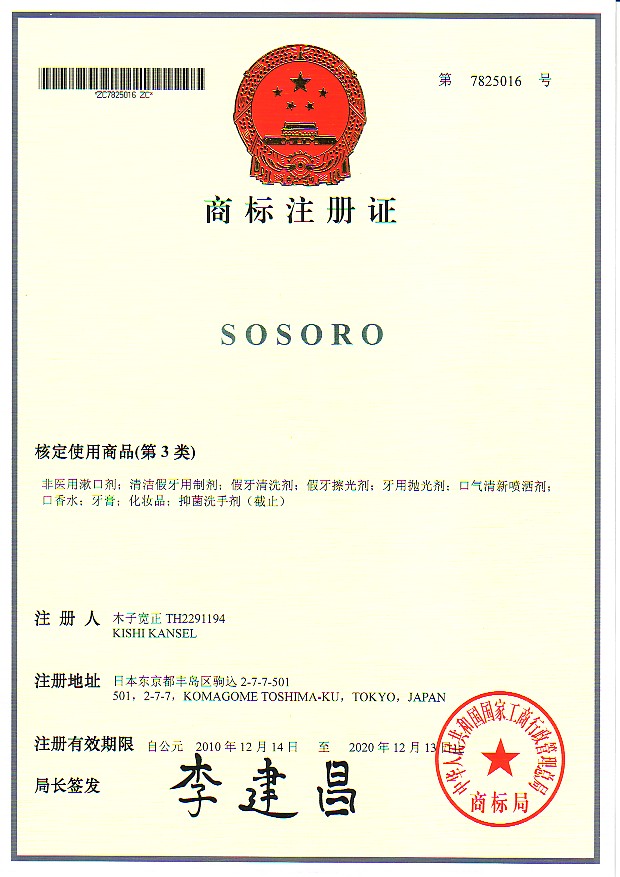 *ZC7825016 ZC*
第 7825016 号
商标注册证
SOSORO
核定使用商品(第 3 类)
非医用漱口剂；清洁假牙用制剂；假牙清洗剂；假牙擦光剂；牙用抛光剂；口气清新喷洒剂；
口香水；牙膏；化妆品；抑菌洗手剂（截止）
注 册 人 木子宽正 TH2291194
KISHI KANSEL
注册地址 日本东京都丰岛区驹込 2-7-7-501
501，2-7-7，KOMAGOME TOSHIMA-KU，TOKYO，JAPAN
注册有效期限 自公元 2010 年 12 月 14 日 至 2020 年 12 月 13 日
局长签发 李建昌
中华人民共和国国家工商行政管理总局
商标局